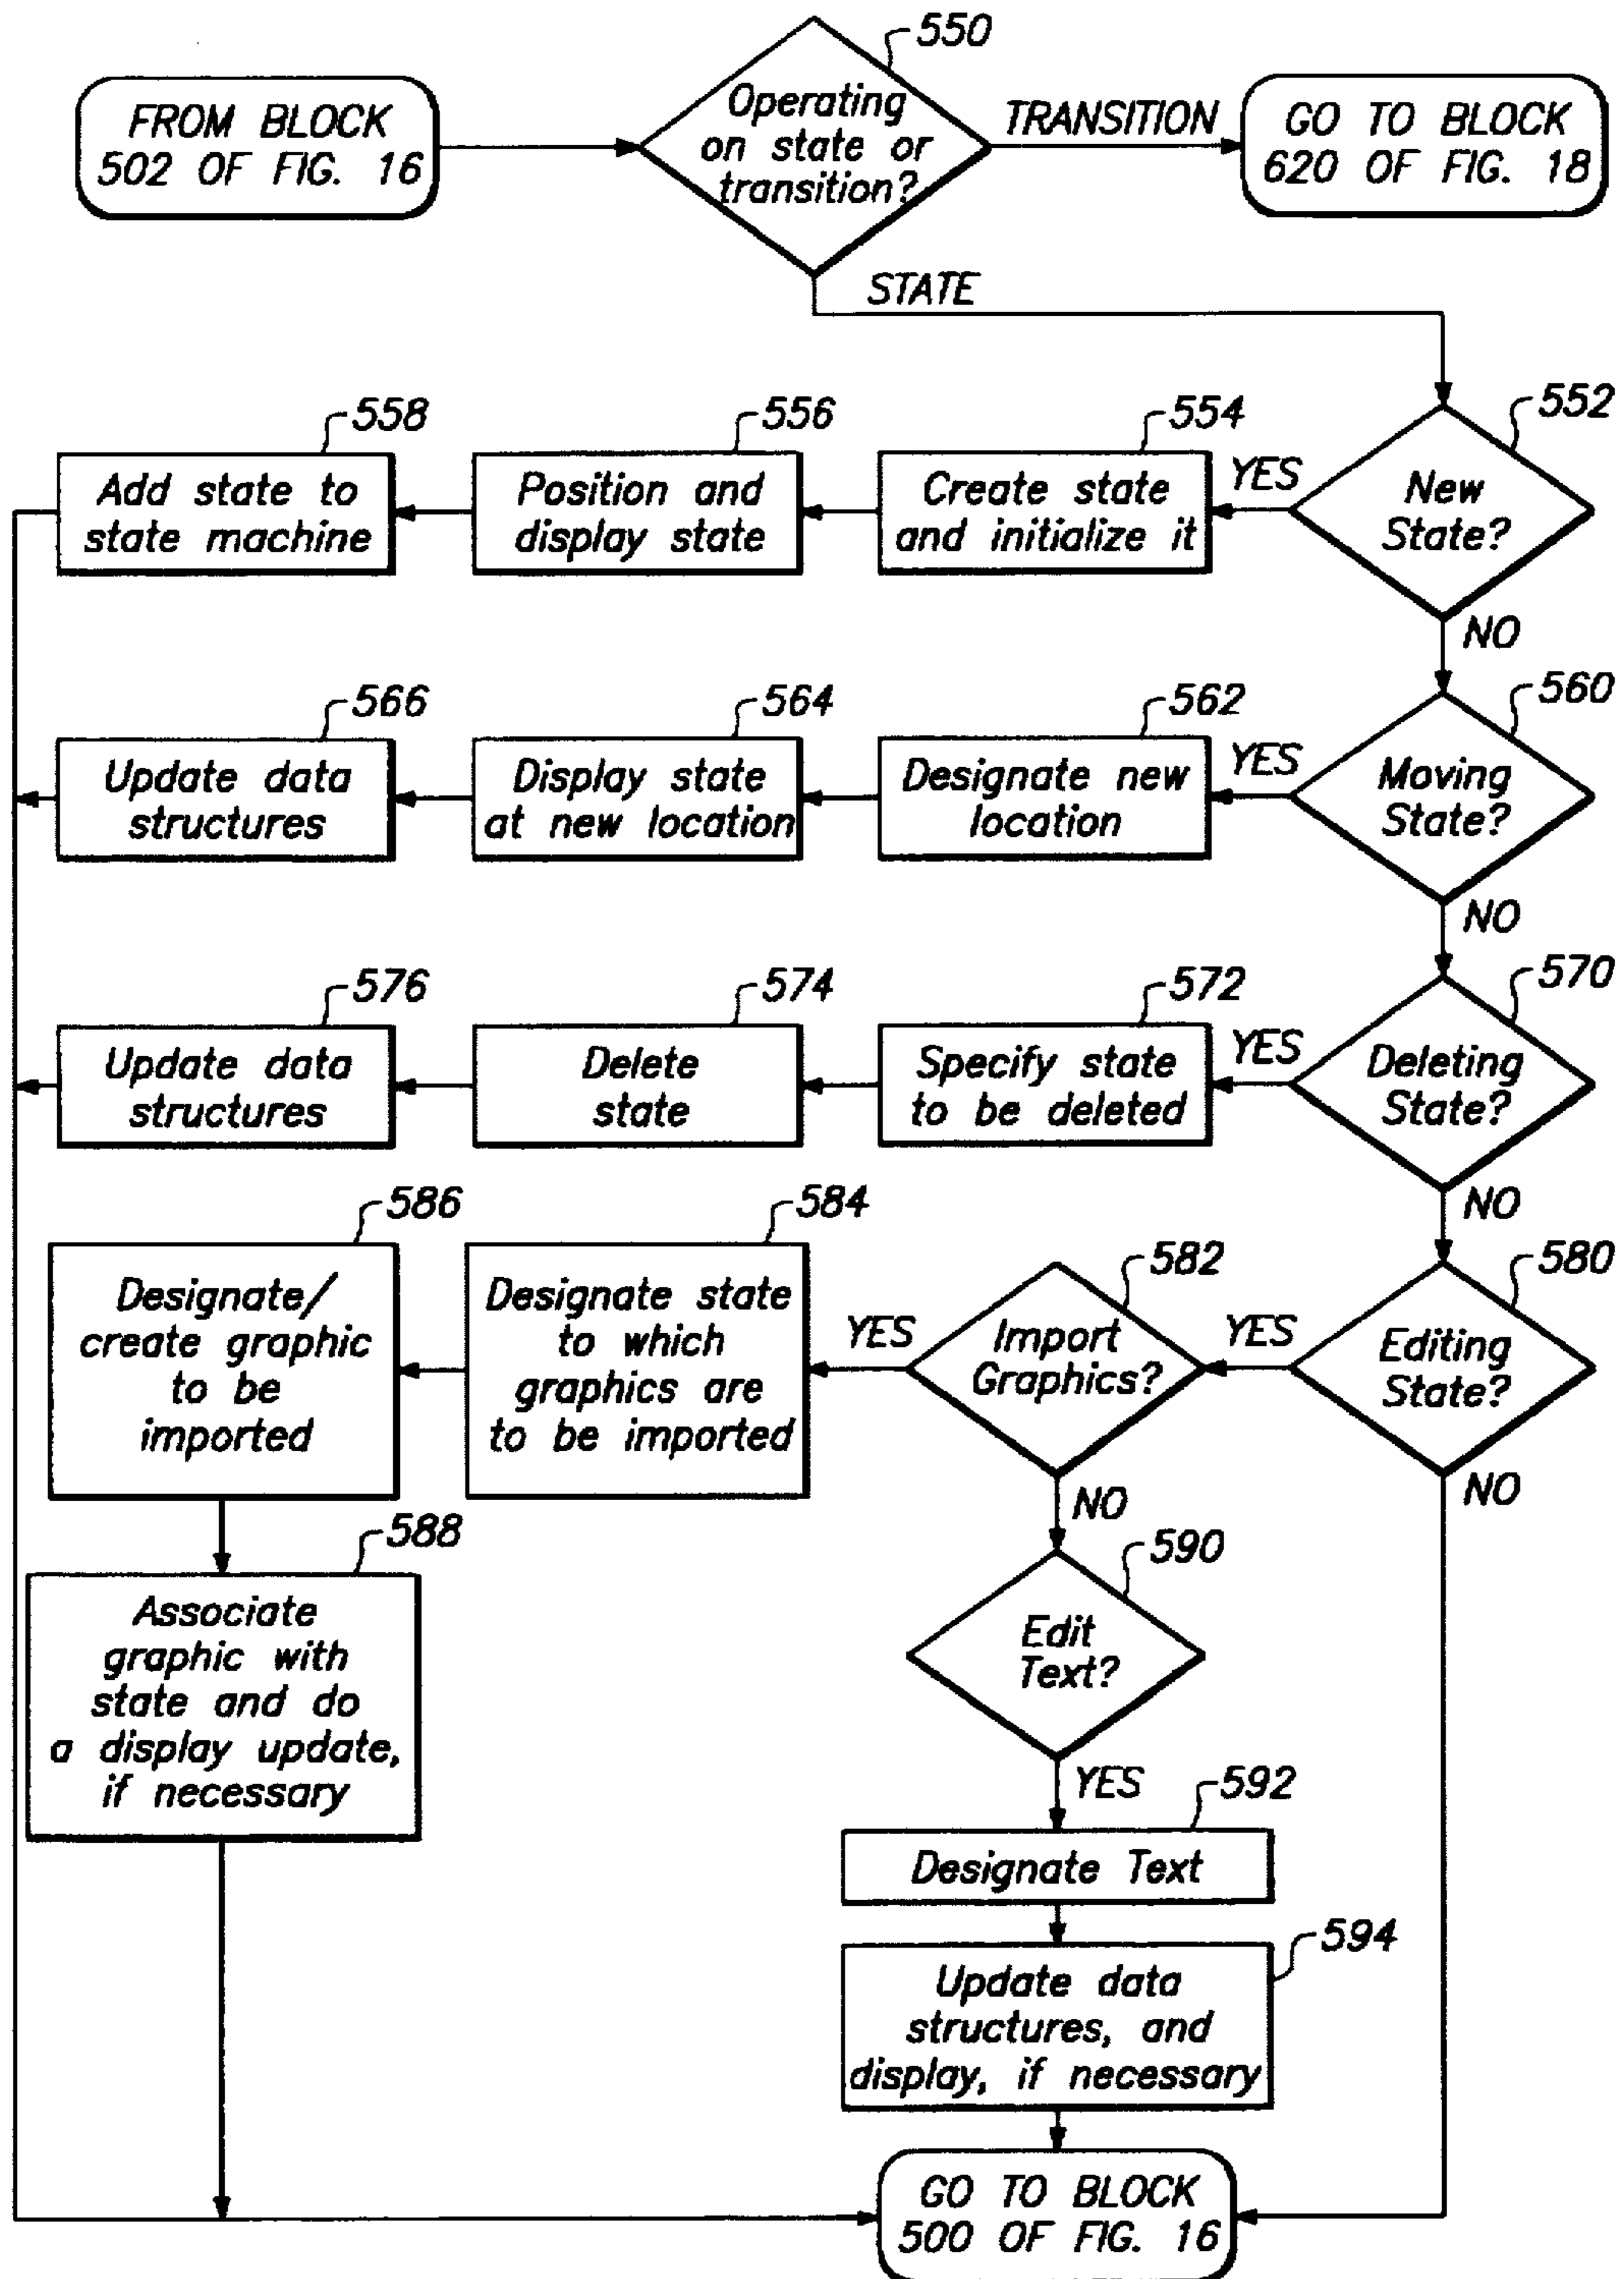 550
FROM BLOCK
502 OF FIG. 16
Operating
on state or
transition?
TRANSITION
GO TO BLOCK
620 OF FIG. 18
STATE
558
Add state to
state machine
556
Position and
display state
554
Create state
and initialize it
YES
552
New
State?
NO
566
Update data
structures
564
Display state
at new location
562
Designate new
location
YES
560
Moving
State?
NO
576
Update data
structures
574
Delete
state
572
Specify state
to be deleted
YES
570
Deleting
State?
NO
586
Designate/
create graphic
to be
imported
584
Designate state
to which
graphics are
to be imported
YES
582
Import
Graphics?
YES
580
Editing
State?
NO
NO
588
Associate
graphic with
state and do
a display update,
if necessary
590
Edit
Text?
YES
592
Designate Text
594
Update data
structures, and
display, if necessary
GO TO BLOCK
500 OF FIG. 16